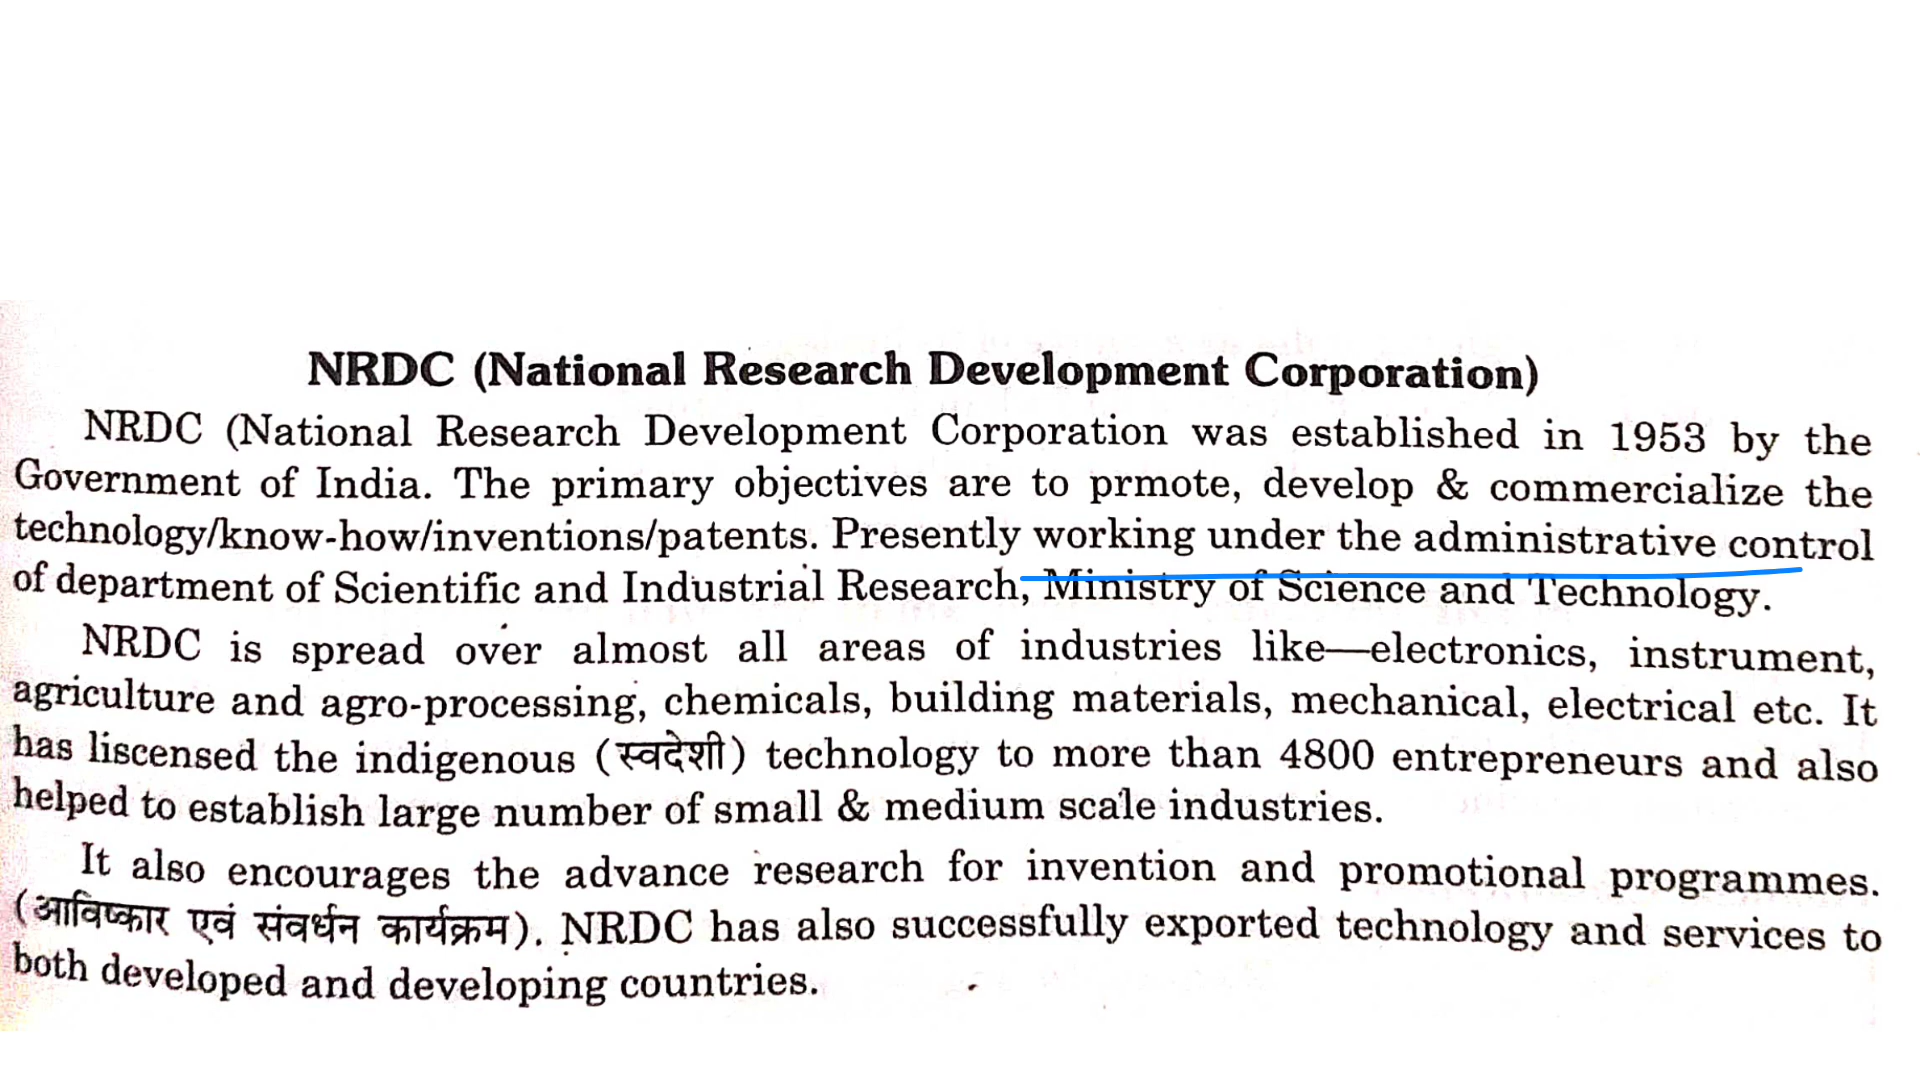 NRDC (National Research Development Corporation)
NRDC (National Research Development Corporation was established in 1953 by the
Government of India. The primary objectives are to prmote, develop & commercialize the
technology/know-how/inventions/patents. Presently working under the administrative control
of department of Scientific and Industrial Research, Ministry of Science and Technology.
NRDC is spread over almost all areas of industries like—electronics, instrument,
agriculture and agro-processing, chemicals, building materials, mechanical, electrical etc. It
has liscensed the indigenous (स्वदेशी) technology to more than 4800 entrepreneurs and also
helped to establish large number of small & medium scale industries.
It also encourages the advance research for invention and promotional programmes.
(आविष्कार एवं संवर्धन कार्यक्रम). NRDC has also successfully exported technology and services to
both developed and developing countries.